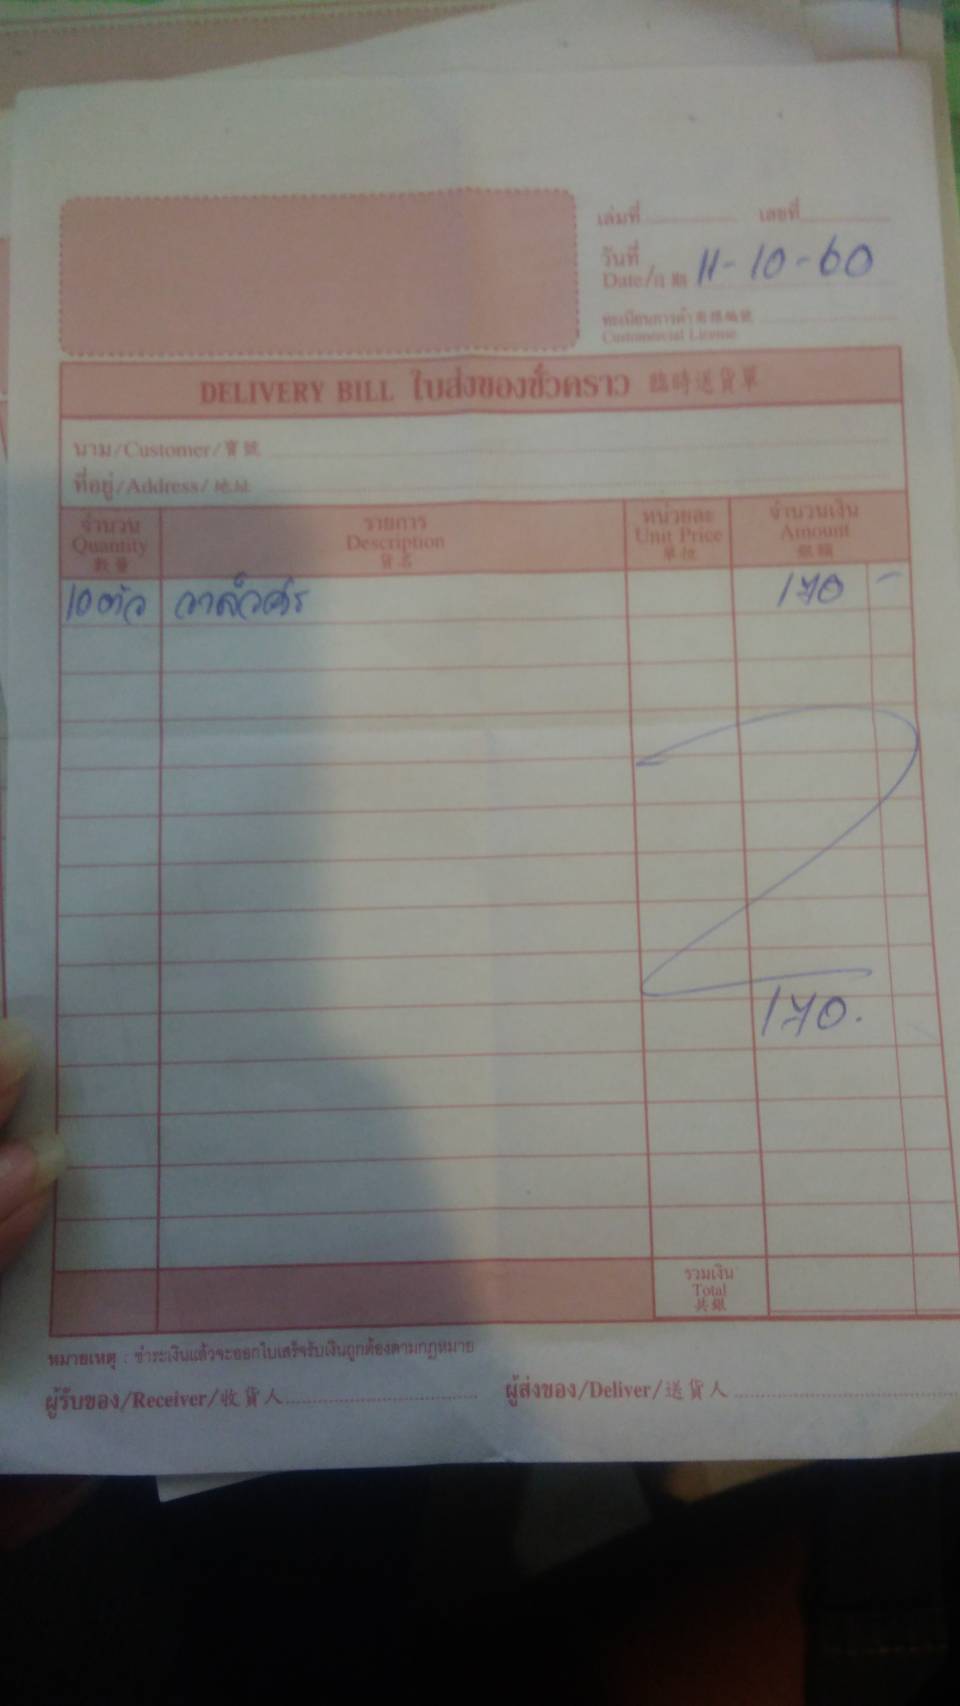 เล่มที่ เลขที่
วันที่
Date/日期 11-10-60
ทะเบียนการค้า 商標編號
Commercial License
DELIVERY BILL ใบส่งของชั่วคราว 臨時送貨單
นาม/Customer/寶號
ที่อยู่/Address/地址
จำนวน รายการ หน่วยละ จำนวนเงิน
Quantity Description Unit Price Amount
數量 貨名 單位 銀額
10 ตัว วาล์วศร 170 -
170.
รวมเงิน
Total
共銀
หมายเหตุ : ชำระเงินแล้วจะออกใบเสร็จรับเงินถูกต้องตามกฎหมาย
ผู้รับของ/Receiver/收貨人 ผู้ส่งของ/Deliver/送貨人